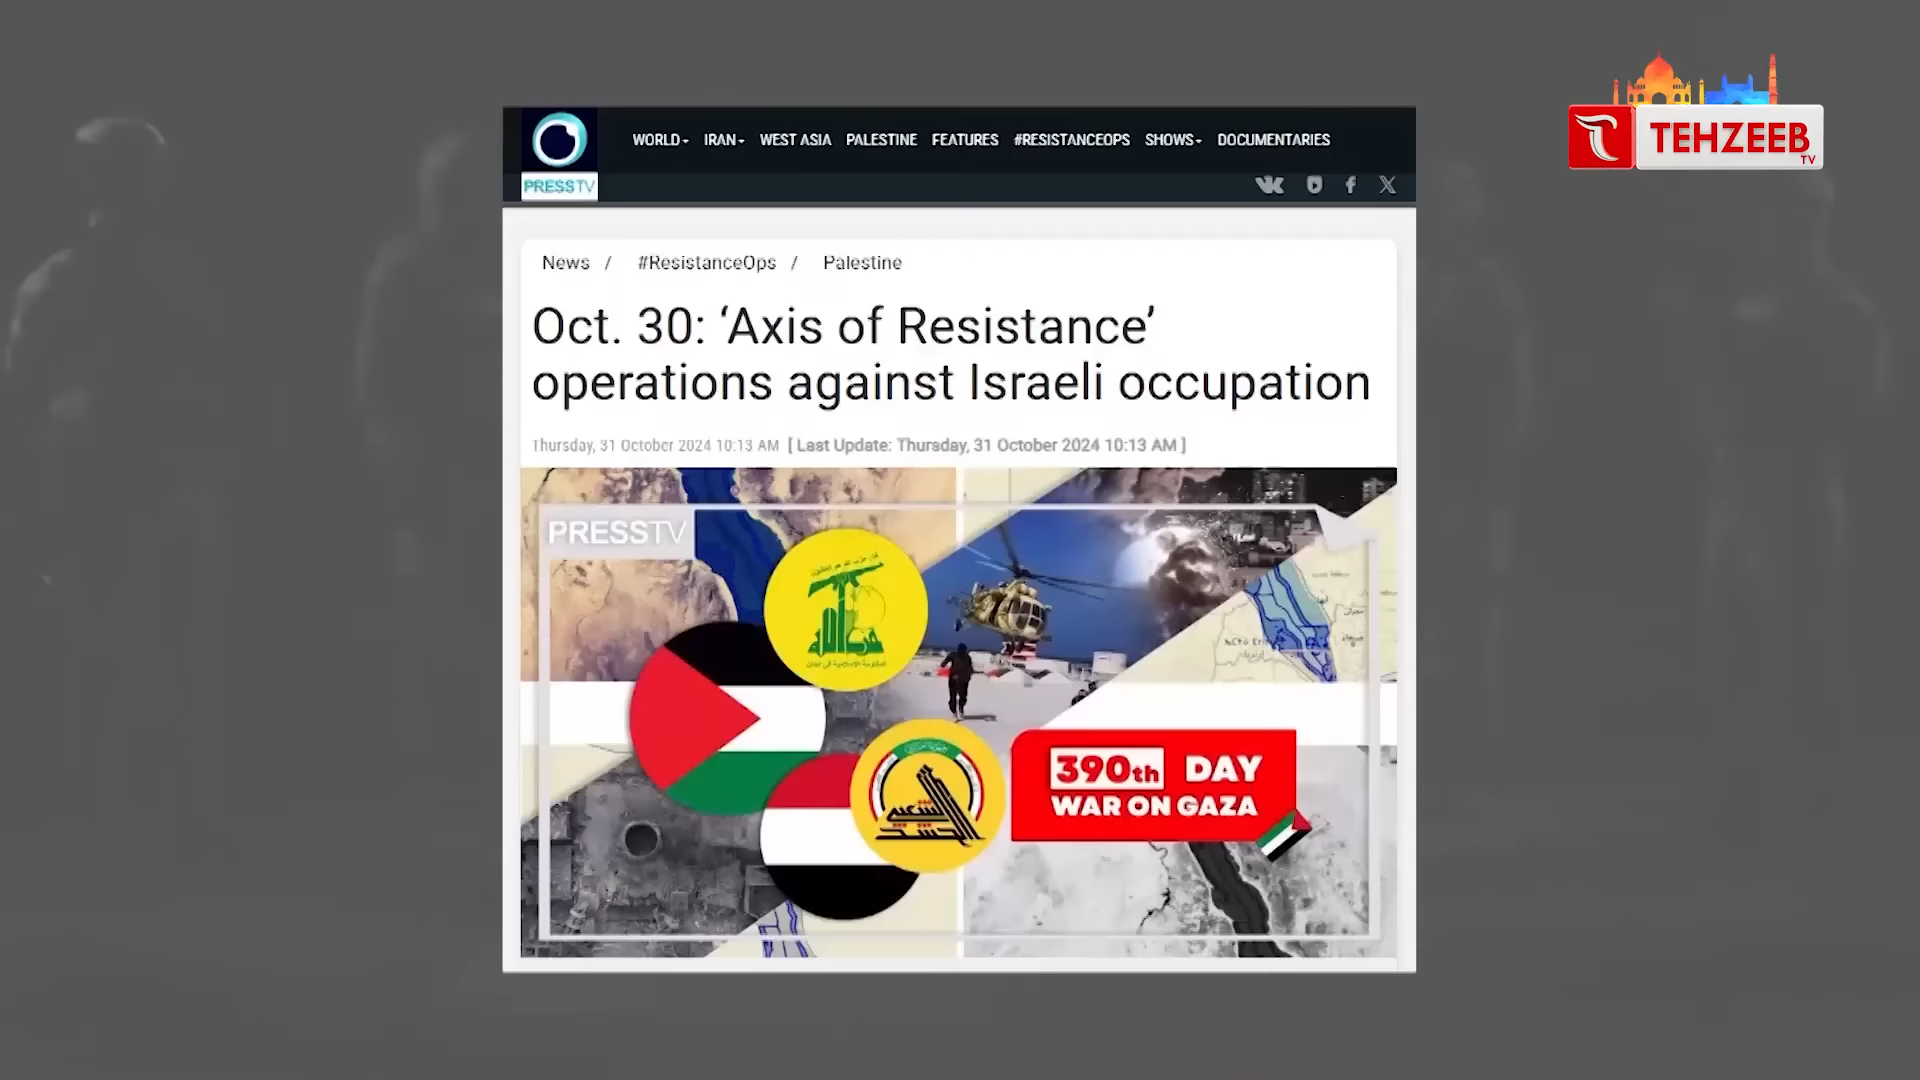 TEHZEEB
TV
WORLD IRAN WEST ASIA PALESTINE FEATURES #RESISTANCEOPS SHOWS DOCUMENTARIES
PRESSTV
News / #ResistanceOps / Palestine
Oct. 30: ‘Axis of Resistance’
operations against Israeli occupation
Thursday, 31 October 2024 10:13 AM [ Last Update: Thursday, 31 October 2024 10:13 AM ]
PRESSTV
390th DAY
WAR ON GAZA